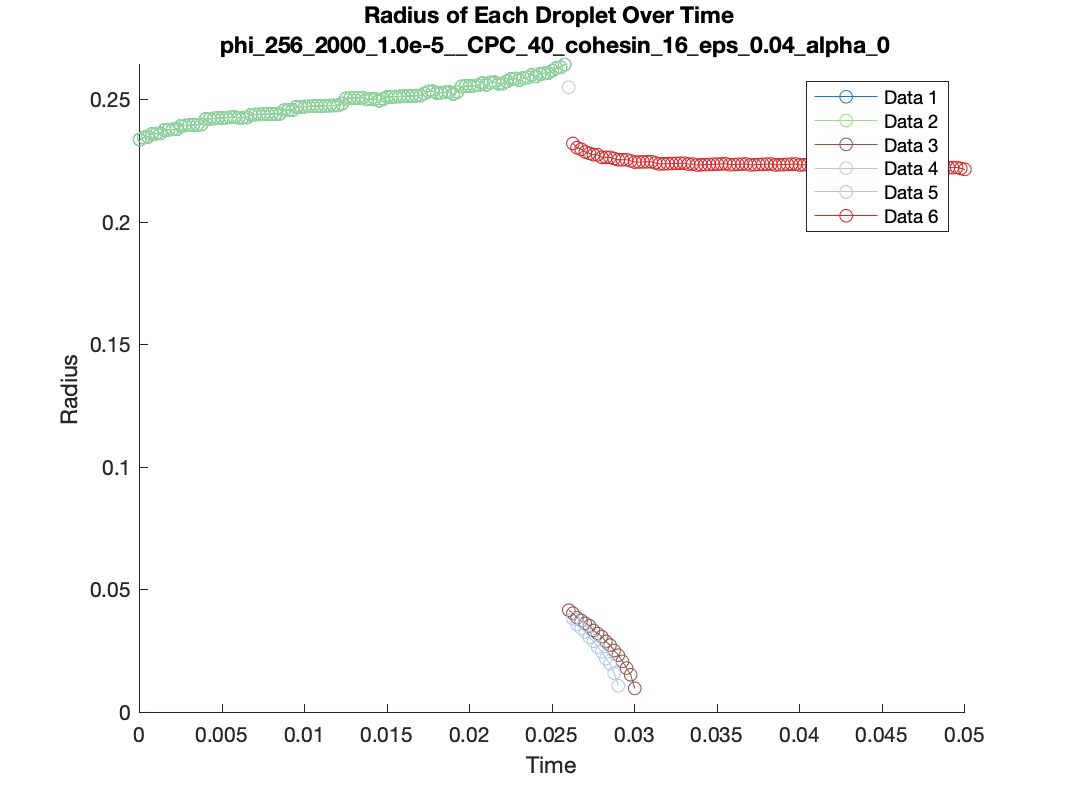 Radius of Each Droplet Over Time
phi_256_2000_1.0e-5__CPC_40_cohesin_16_eps_0.04_alpha_0
0.25
0.2
0.15
0.1
0.05
0
Radius
0
0.005
0.01
0.015
0.02
0.025
0.03
0.035
0.04
0.045
0.05
Time
Data 1
Data 2
Data 3
Data 4
Data 5
Data 6